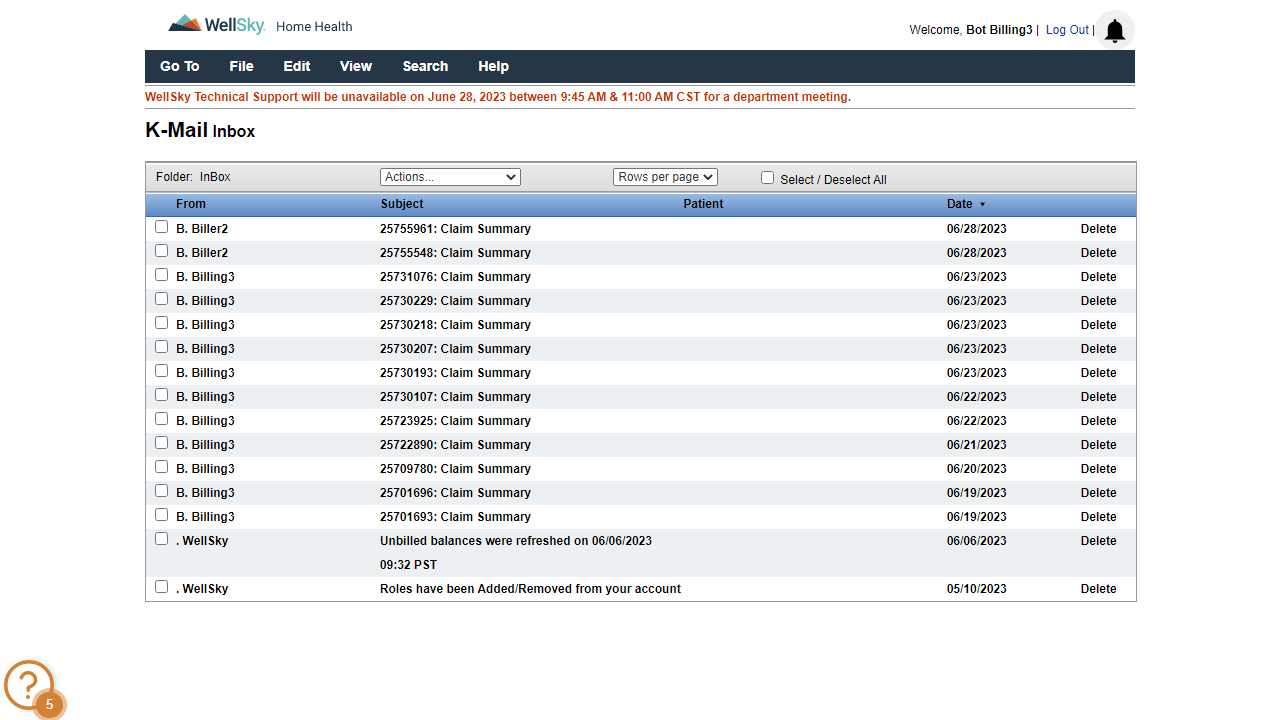 WellSky. Home Health
Welcome, Bot Billing3 | Log Out |
Go To File Edit View Search Help
WellSky Technical Support will be unavailable on June 28, 2023 between 9:45 AM & 11:00 AM CST for a department meeting.
K-Mail Inbox
Folder: InBox Actions... Rows per page Select / Deselect All
From Subject Patient Date
B. Biller2 25755961: Claim Summary 06/28/2023 Delete
B. Biller2 25755548: Claim Summary 06/28/2023 Delete
B. Billing3 25731076: Claim Summary 06/23/2023 Delete
B. Billing3 25730229: Claim Summary 06/23/2023 Delete
B. Billing3 25730218: Claim Summary 06/23/2023 Delete
B. Billing3 25730207: Claim Summary 06/23/2023 Delete
B. Billing3 25730193: Claim Summary 06/23/2023 Delete
B. Billing3 25730107: Claim Summary 06/22/2023 Delete
B. Billing3 25723925: Claim Summary 06/22/2023 Delete
B. Billing3 25722890: Claim Summary 06/21/2023 Delete
B. Billing3 25709780: Claim Summary 06/20/2023 Delete
B. Billing3 25701696: Claim Summary 06/19/2023 Delete
B. Billing3 25701693: Claim Summary 06/19/2023 Delete
. WellSky Unbilled balances were refreshed on 06/06/2023 06/06/2023 Delete
09:32 PST
. WellSky Roles have been Added/Removed from your account 05/10/2023 Delete
?
5